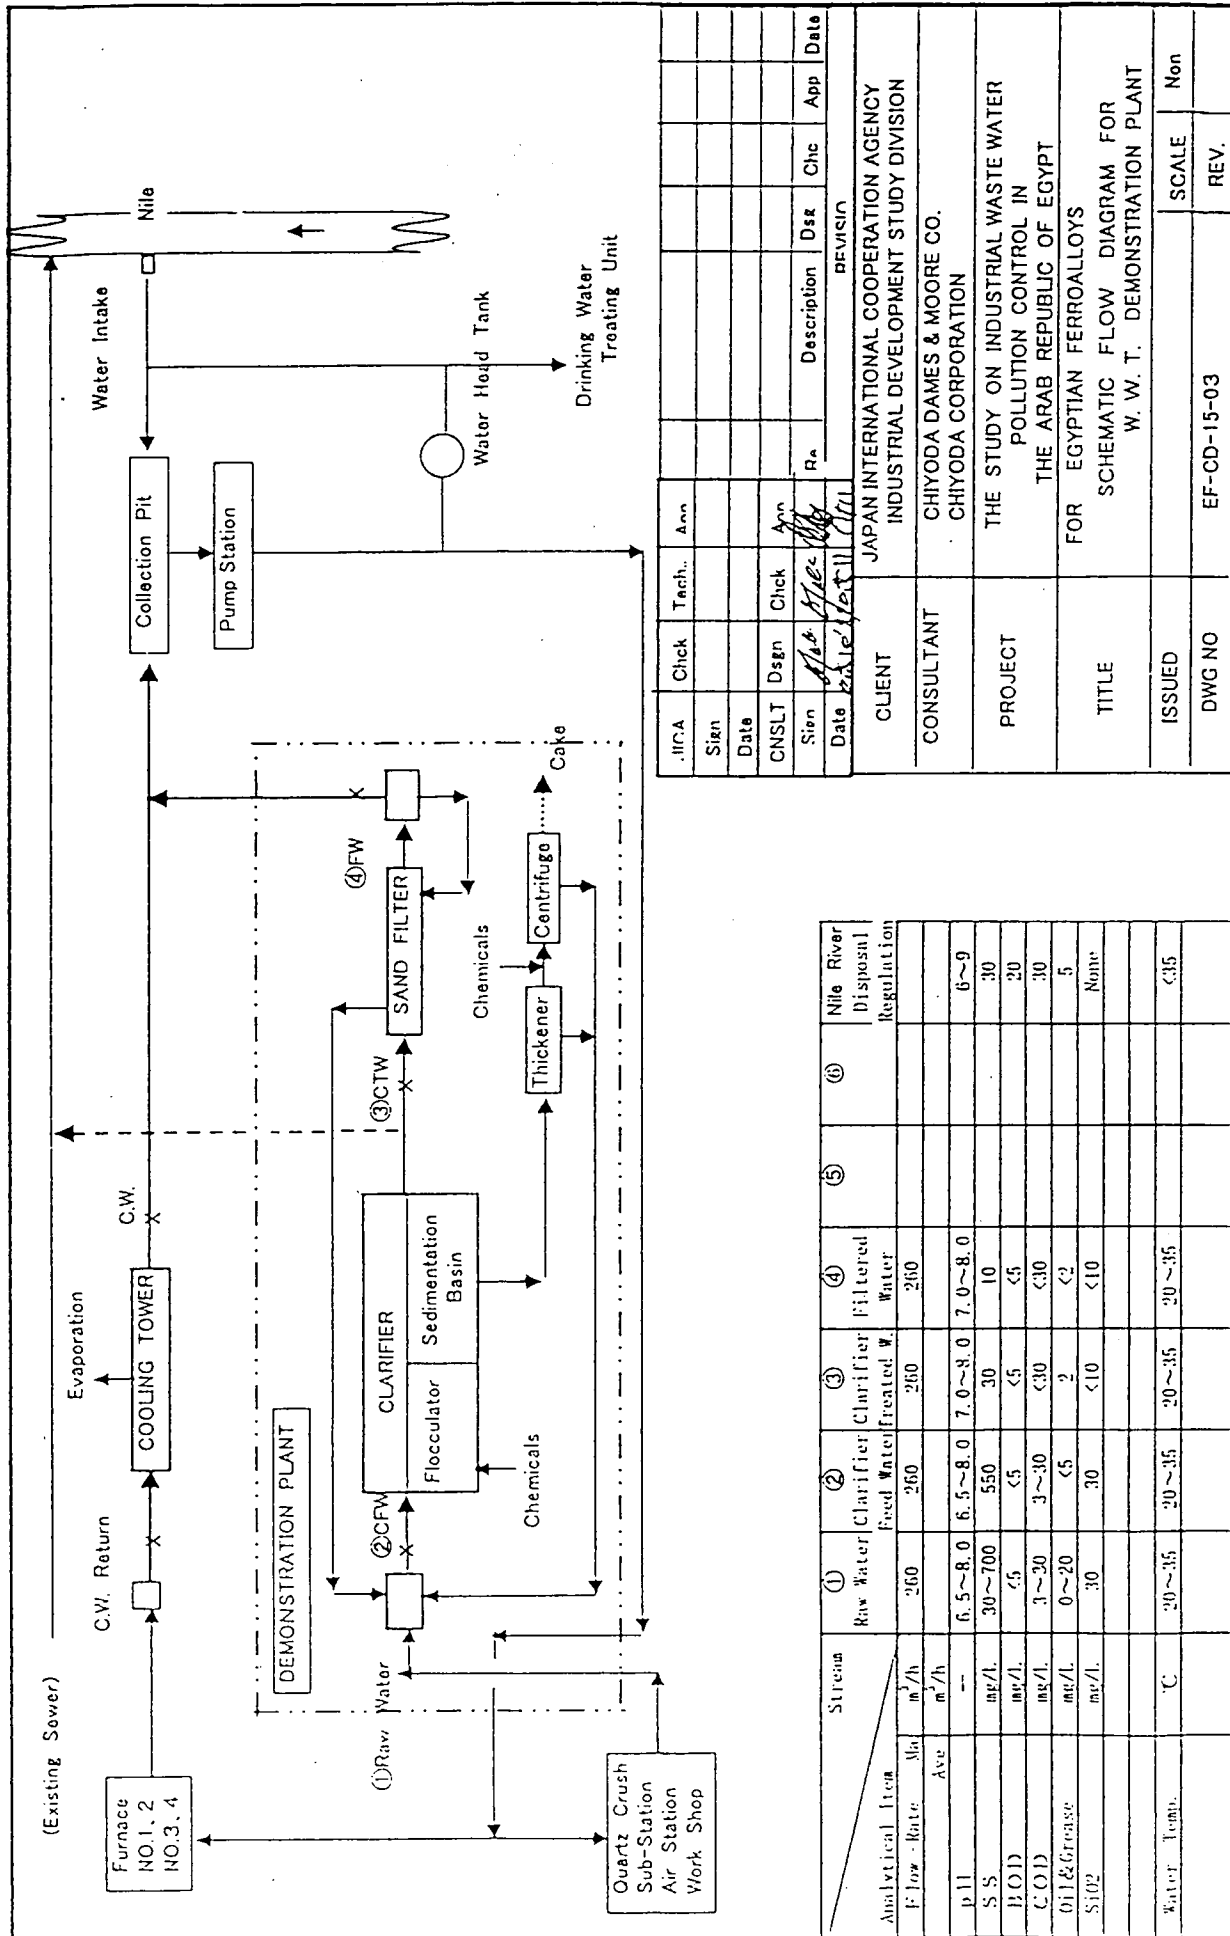 (Existing Sewer)
Furnace
NO.1、2
NO.3、4
C.W. Return
Evaporation
COOLING TOWER
C.W.
Water Intake
Nile
Collection Pit
Pump Station
Water Head Tank
Drinking Water
Treating Unit
DEMONSTRATION PLANT
①Raw Water
②CFW
CLARIFIER
Flocculator
Sedimentation
Basin
Chemicals
③CTW
SAND FILTER
④FW
Chemicals
Thickener
Centrifuge
Cake
Quartz Crush
Sub-Station
Air Station
Work Shop
Stream
Analytical Item
① Raw Water
② Clarifier Feed Water
③ Clarifier Treated W.
④ Filtered Water
⑤
⑥
Nile River Disposal Regulation
Flow-Rate m³/h 260 260 260 260
Ave m³/h
pH -- 6.5~8.0 6.5~8.0 7.0~8.0 7.0~8.0 6~9
SS mg/l. 30~700 550 30 10 30
BOD mg/l. <5 <5 <5 <5 20
COD mg/l. 3~30 3~30 <30 <30 30
Oil&Grease mg/l. 0~20 <5 2 <2 5
SiO2 mg/l. 30 30 <10 <10 None
Water Temp. ℃ 20~35 20~35 20~35 20~35 <35
JICA Chck Tech. App
Sign
Date
CNSLT Dsgn Chck App
Sign
Date
Description Dsg Chc App Date
CLIENT
JAPAN INTERNATIONAL COOPERATION AGENCY
INDUSTRIAL DEVELOPMENT STUDY DIVISION
CONSULTANT
CHIYODA DAMES & MOORE CO.
CHIYODA CORPORATION
PROJECT
THE STUDY ON INDUSTRIAL WASTE WATER
POLLUTION CONTROL IN
THE ARAB REPUBLIC OF EGYPT
TITLE
FOR EGYPTIAN FERROALLOYS
SCHEMATIC FLOW DIAGRAM FOR
W. W. T. DEMONSTRATION PLANT
ISSUED
SCALE Non
DWG NO EF-CD-15-03 REV.